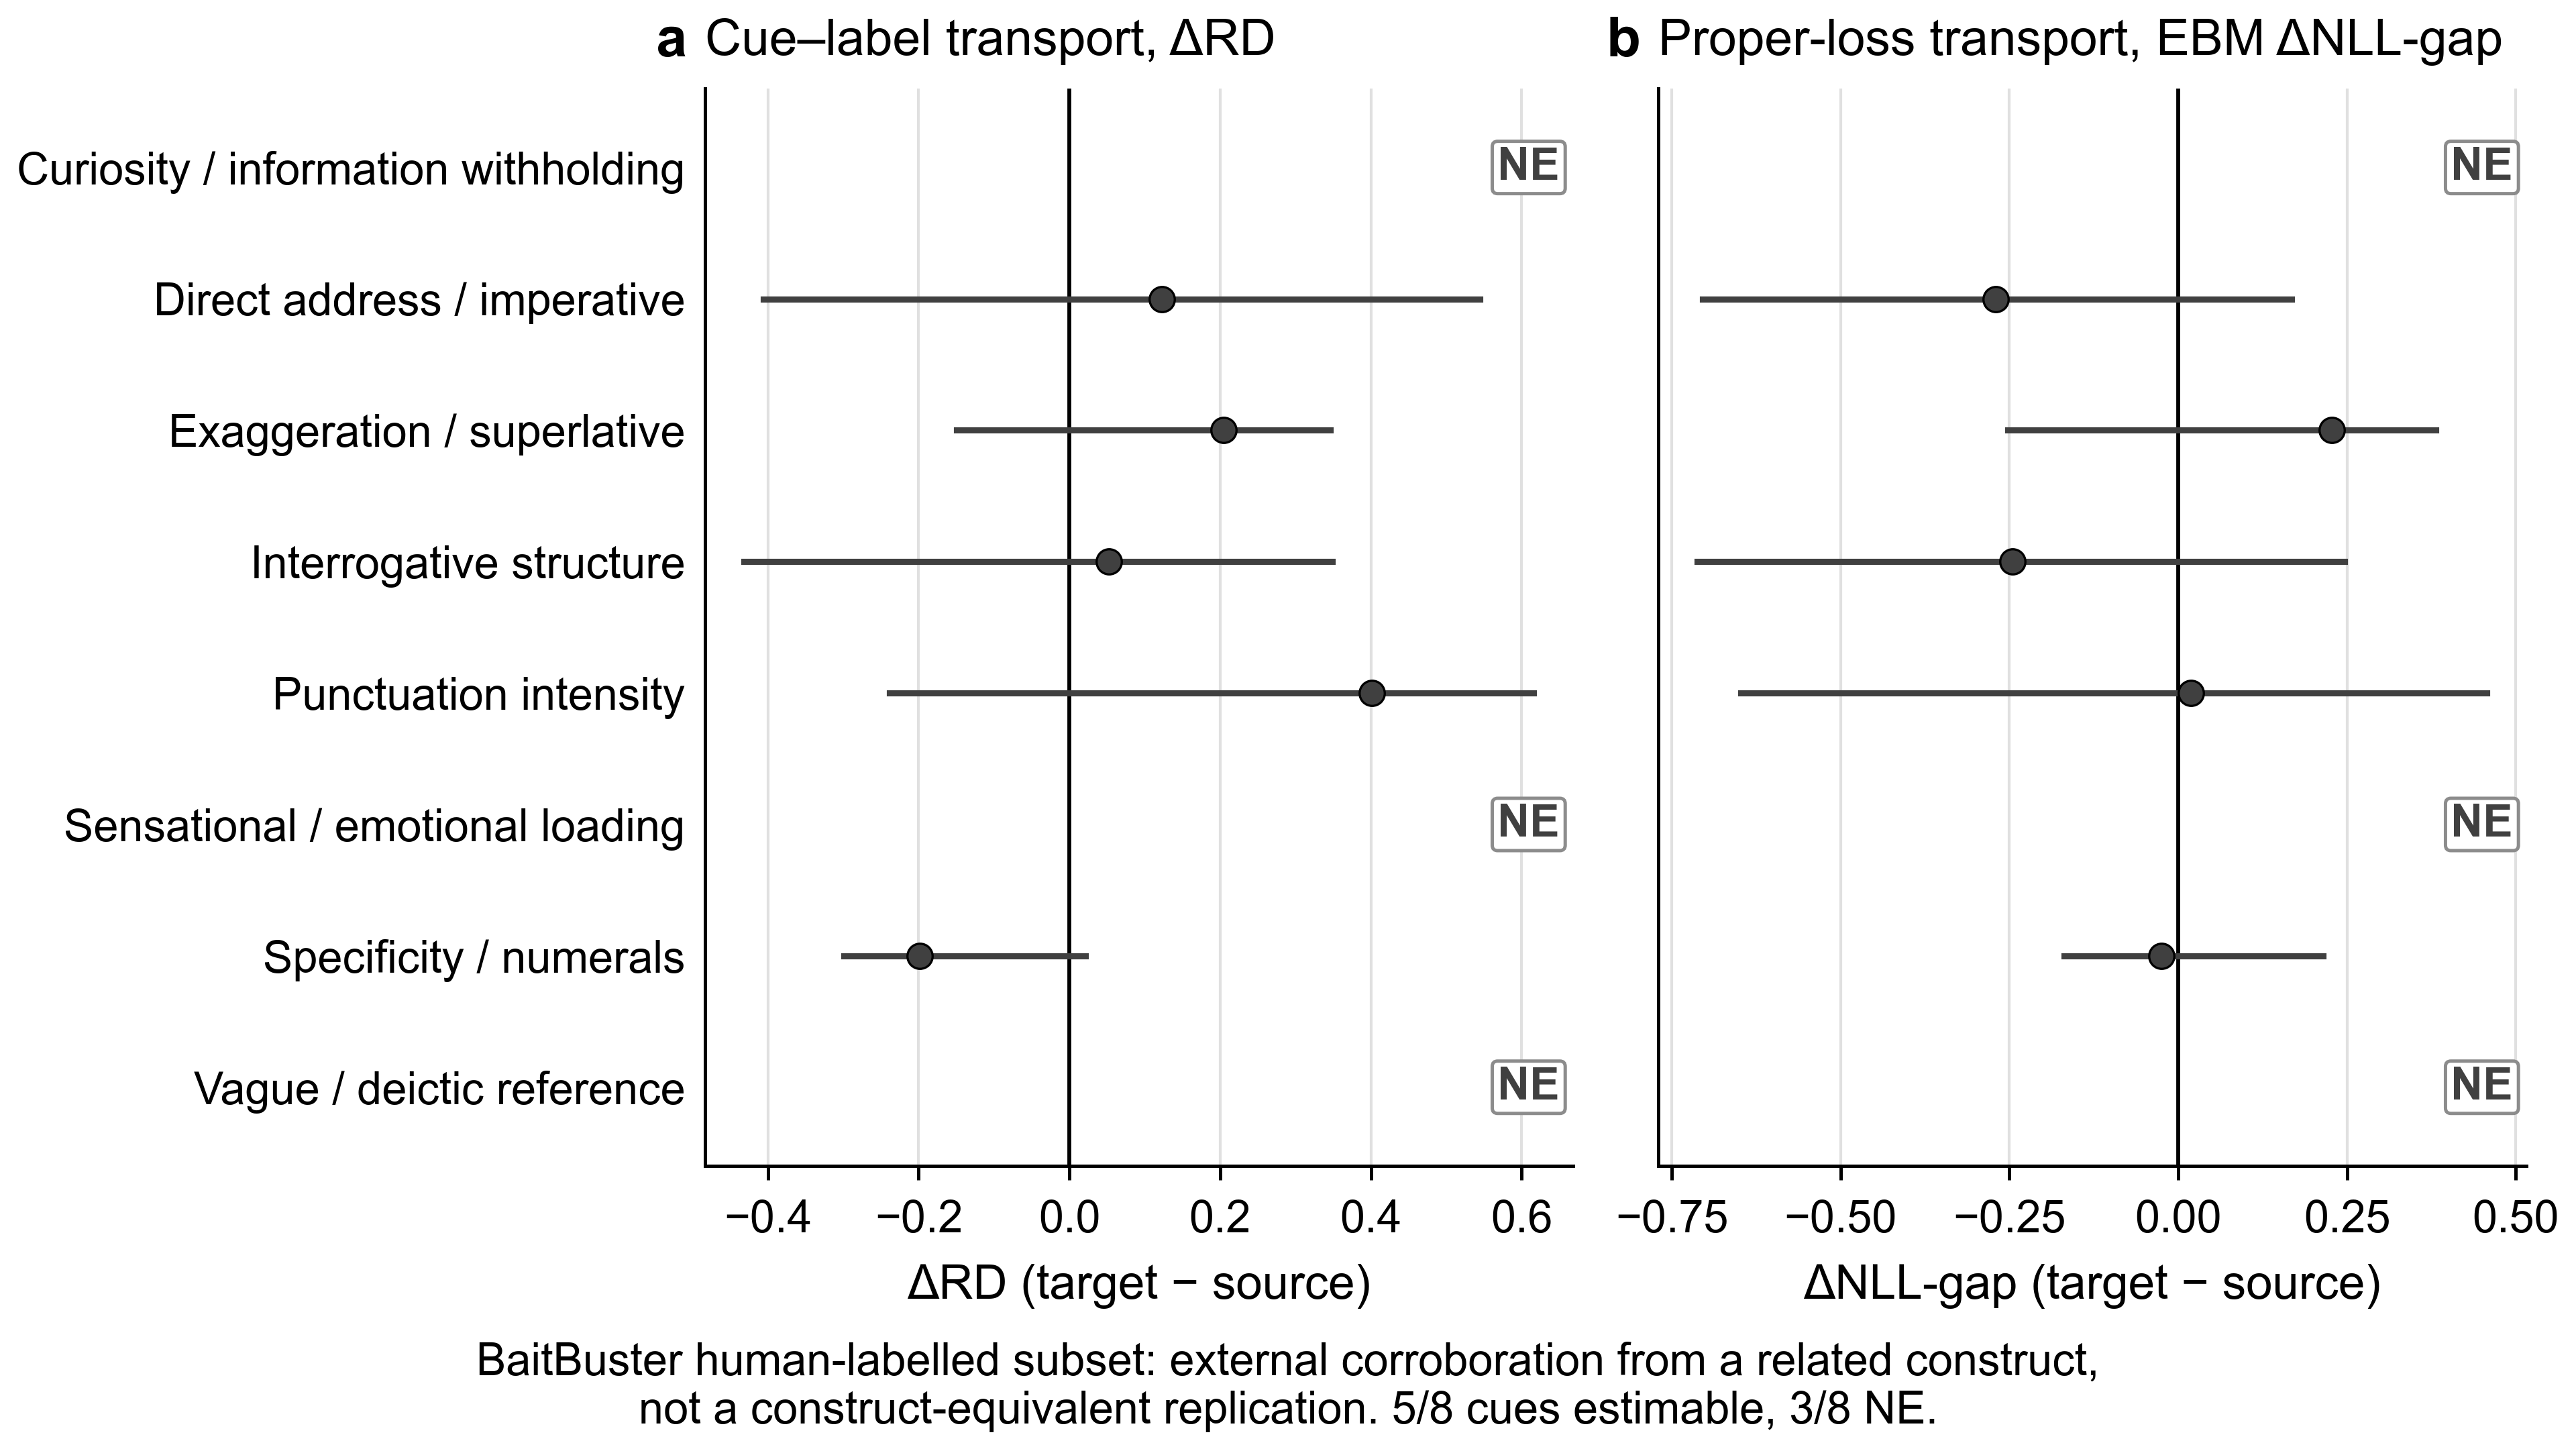 a Cue–label transport, ΔRD
b Proper-loss transport, EBM ΔNLL-gap
Curiosity / information withholding
NE
NE
Direct address / imperative
Exaggeration / superlative
Interrogative structure
Punctuation intensity
Sensational / emotional loading
NE
NE
Specificity / numerals
Vague / deictic reference
NE
NE
−0.4 −0.2 0.0 0.2 0.4 0.6
−0.75 −0.50 −0.25 0.00 0.25 0.50
ΔRD (target − source)
ΔNLL-gap (target − source)
BaitBuster human-labelled subset: external corroboration from a related construct,
not a construct-equivalent replication. 5/8 cues estimable, 3/8 NE.